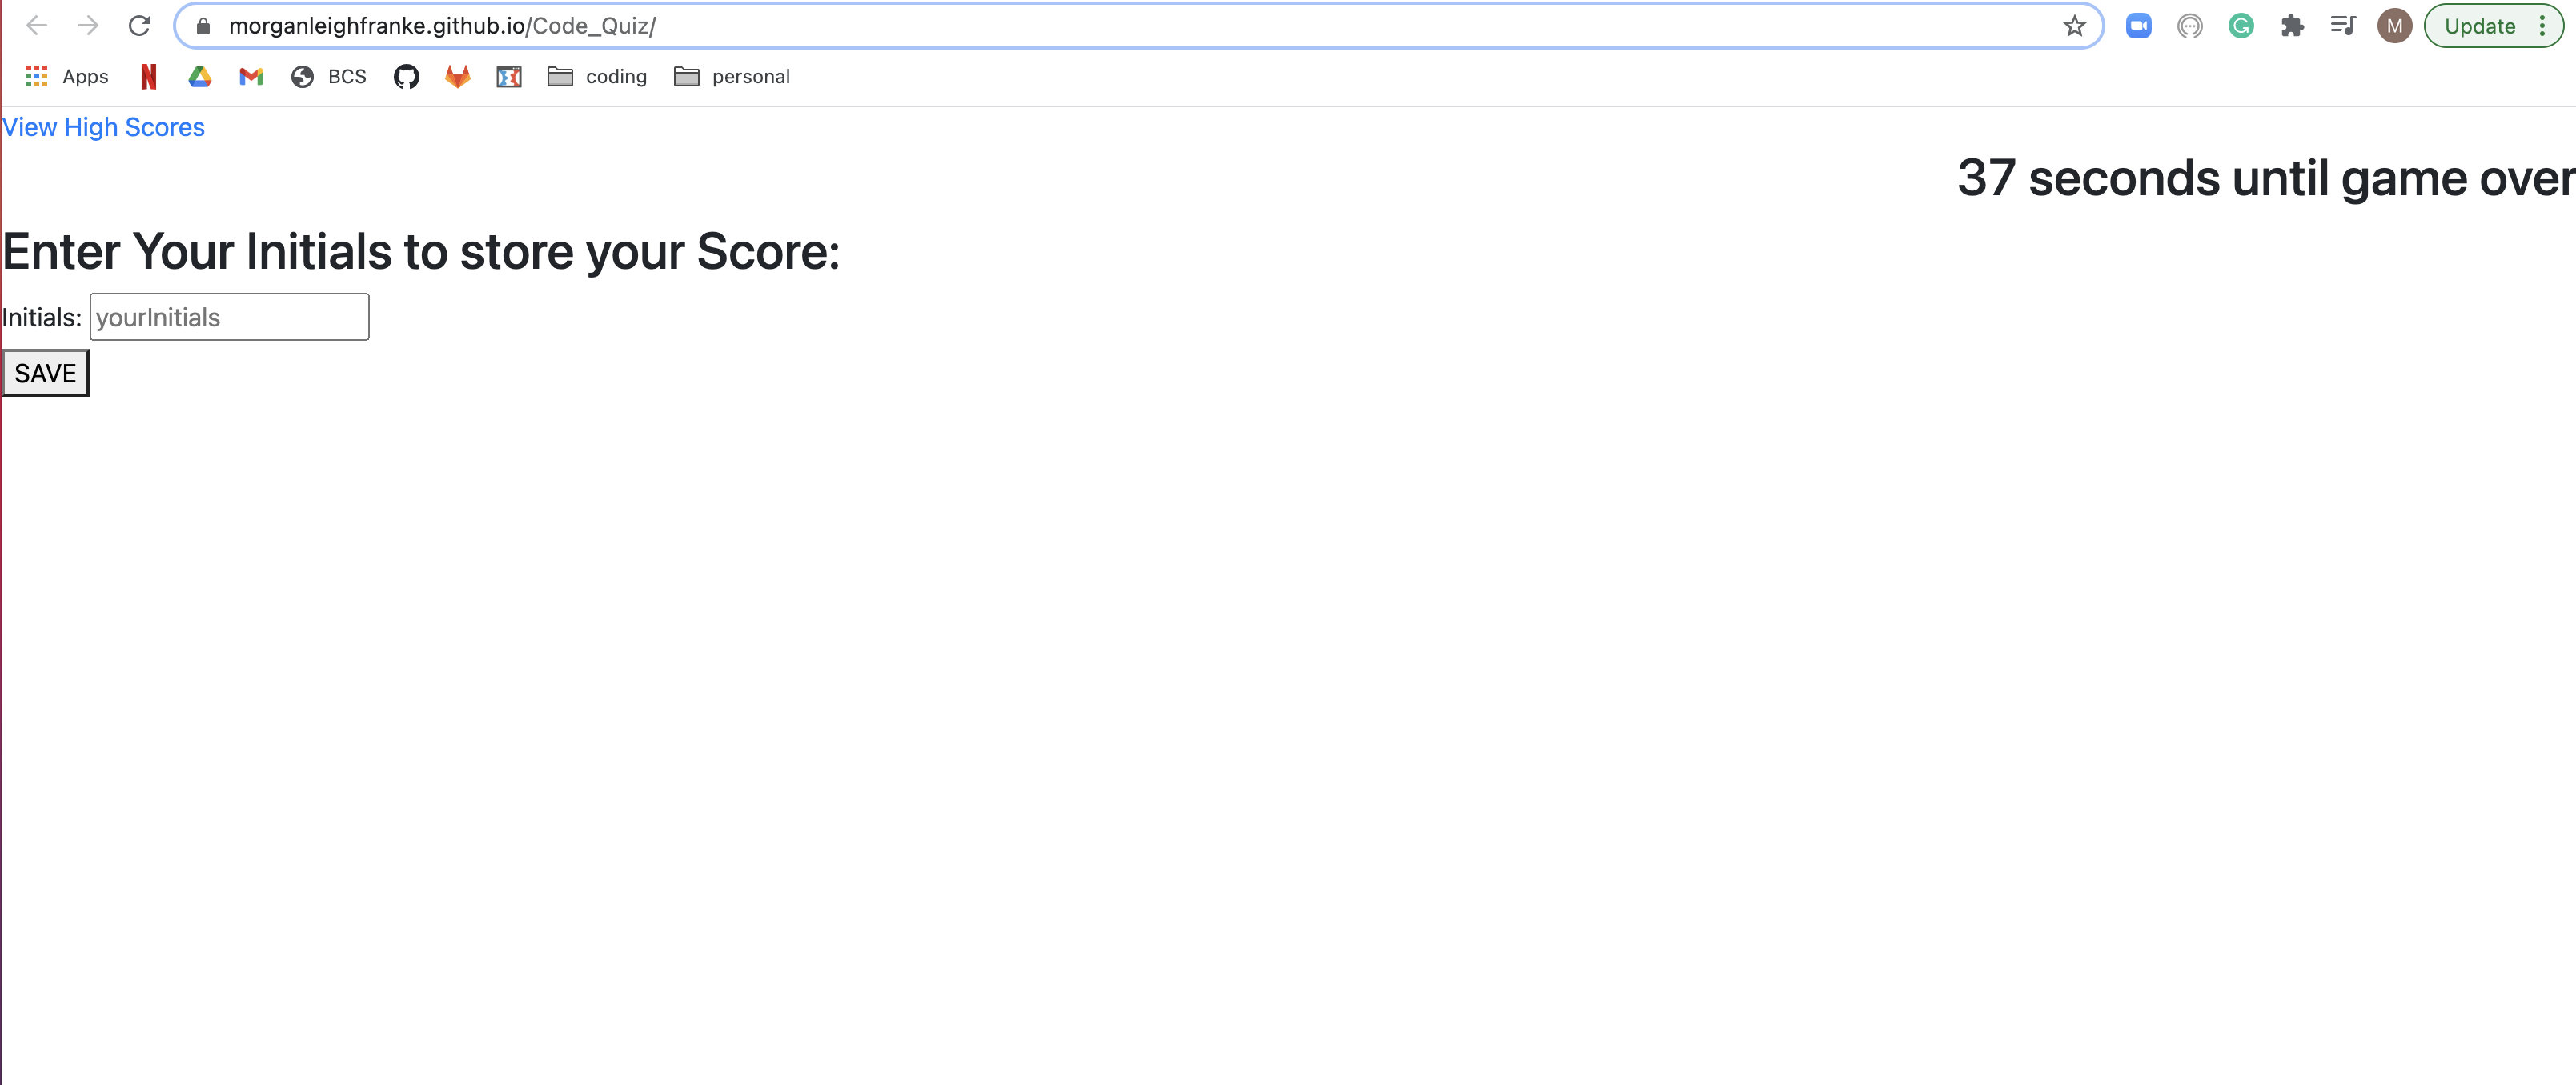 morganleighfranke.github.io/Code_Quiz/ M Update
Apps BCS coding personal
View High Scores
37 seconds until game over
Enter Your Initials to store your Score:
Initials: yourInitials
SAVE